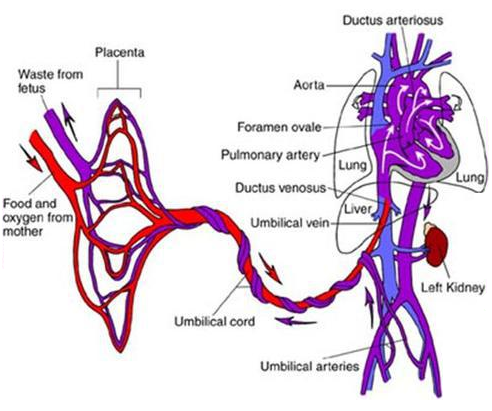 Ductus arteriosus
Placenta
Waste from
fetus
Aorta
Foramen ovale
Pulmonary artery
Lung
Lung
Ductus venosus
Food and
oxygen from
mother
Liver
Umbilical vein
Left Kidney
Umbilical cord
Umbilical arteries